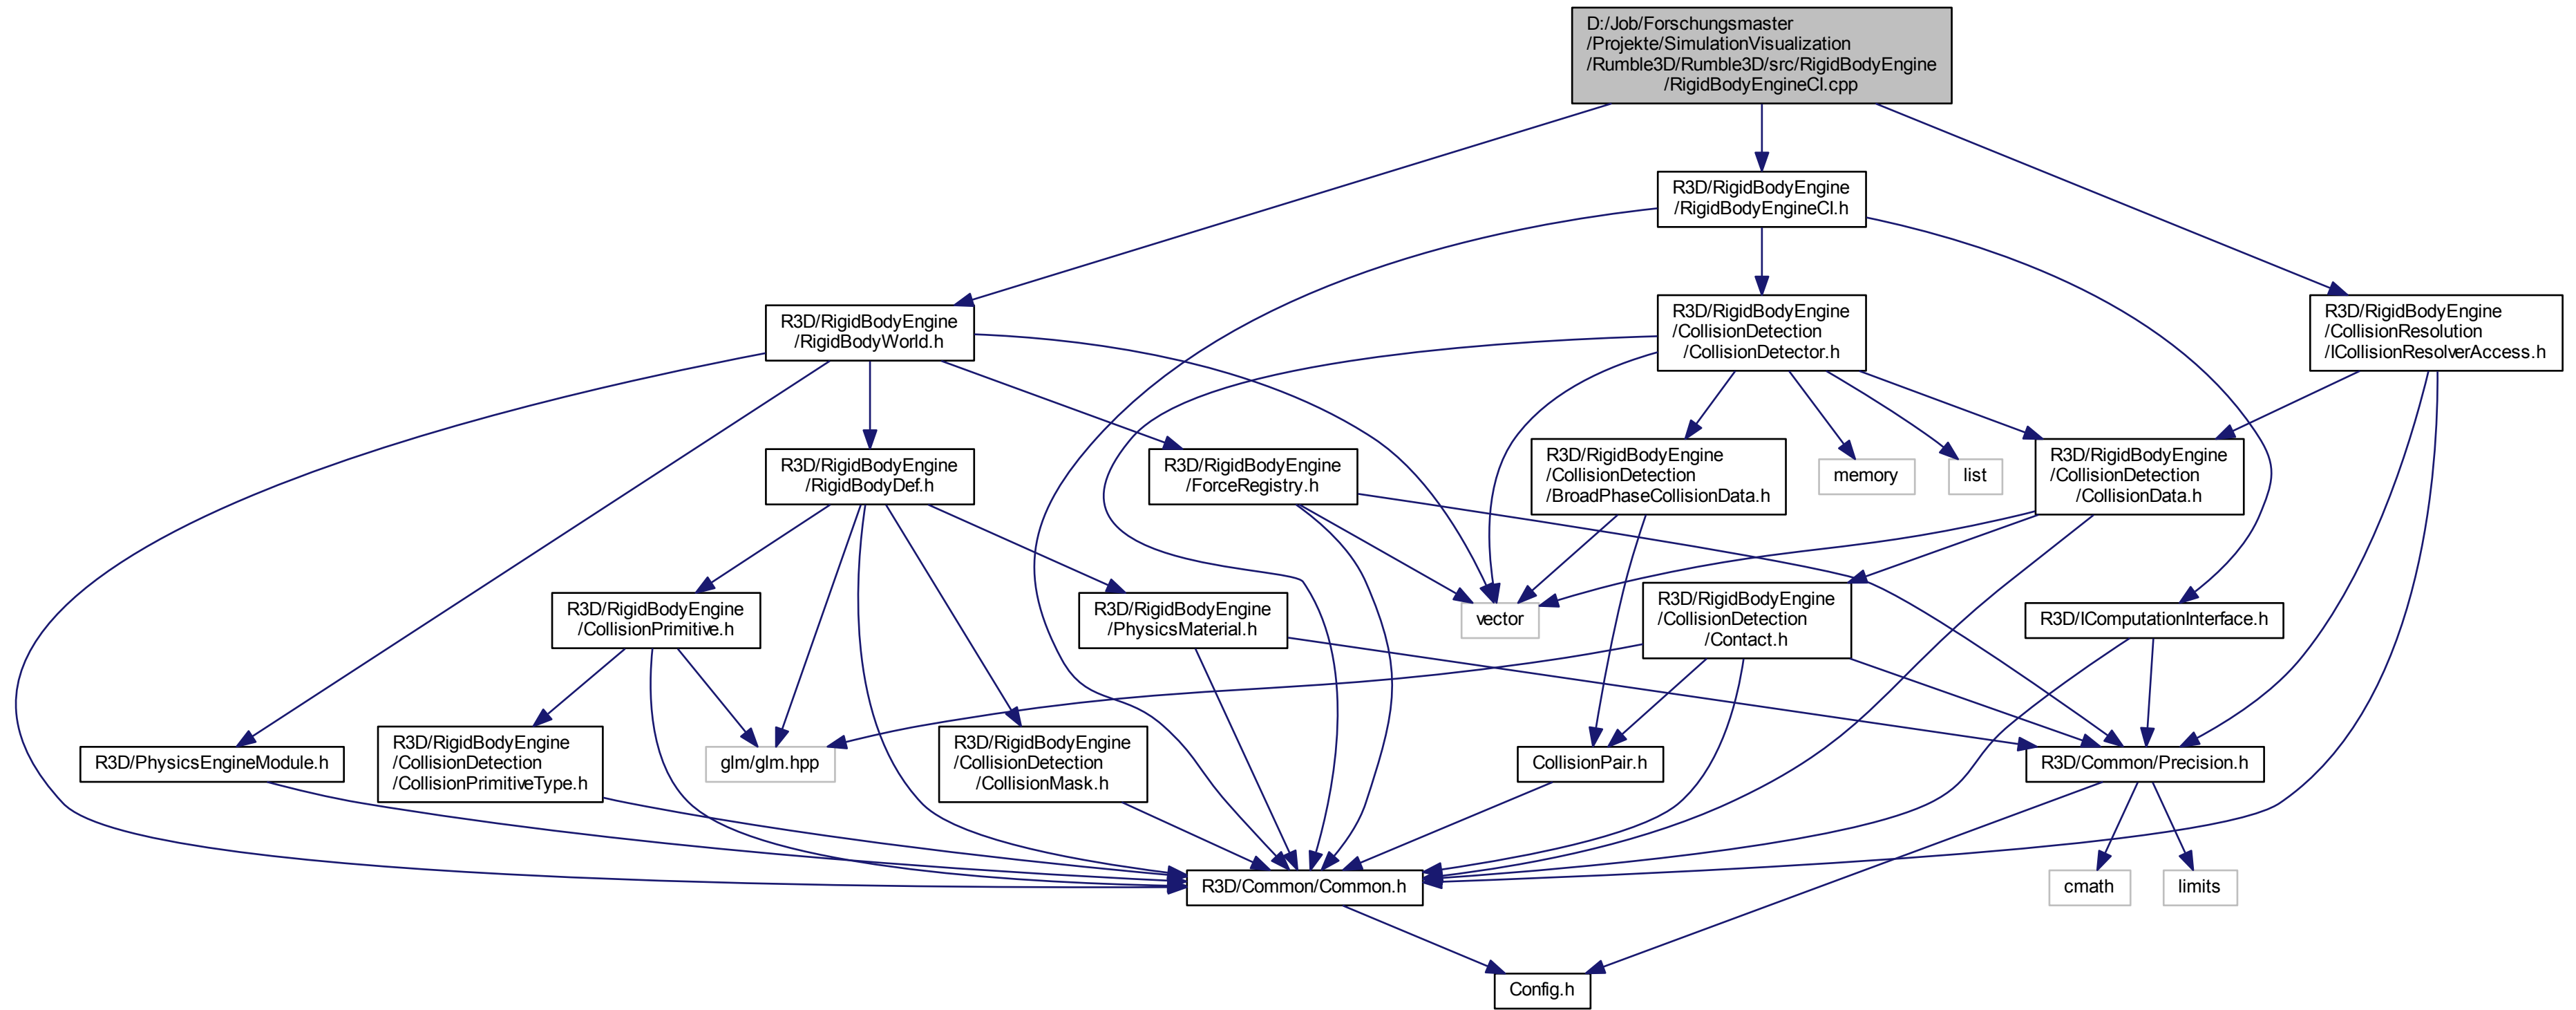 D:/Job/Forschungsmaster
/Projekte/SimulationVisualization
/Rumble3D/Rumble3D/src/RigidBodyEngine
/RigidBodyEngineCI.cpp
R3D/RigidBodyEngine
/RigidBodyEngineCI.h
R3D/RigidBodyEngine
/RigidBodyWorld.h
R3D/RigidBodyEngine
/CollisionDetection
/CollisionDetector.h
R3D/RigidBodyEngine
/CollisionResolution
/ICollisionResolverAccess.h
R3D/RigidBodyEngine
/RigidBodyDef.h
R3D/RigidBodyEngine
/ForceRegistry.h
R3D/RigidBodyEngine
/CollisionDetection
/BroadPhaseCollisionData.h
memory
list
R3D/RigidBodyEngine
/CollisionDetection
/CollisionData.h
R3D/RigidBodyEngine
/CollisionPrimitive.h
R3D/RigidBodyEngine
/PhysicsMaterial.h
vector
R3D/RigidBodyEngine
/CollisionDetection
/Contact.h
R3D/IComputationInterface.h
R3D/PhysicsEngineModule.h
R3D/RigidBodyEngine
/CollisionDetection
/CollisionPrimitiveType.h
glm/glm.hpp
R3D/RigidBodyEngine
/CollisionDetection
/CollisionMask.h
CollisionPair.h
R3D/Common/Precision.h
R3D/Common/Common.h
cmath
limits
Config.h